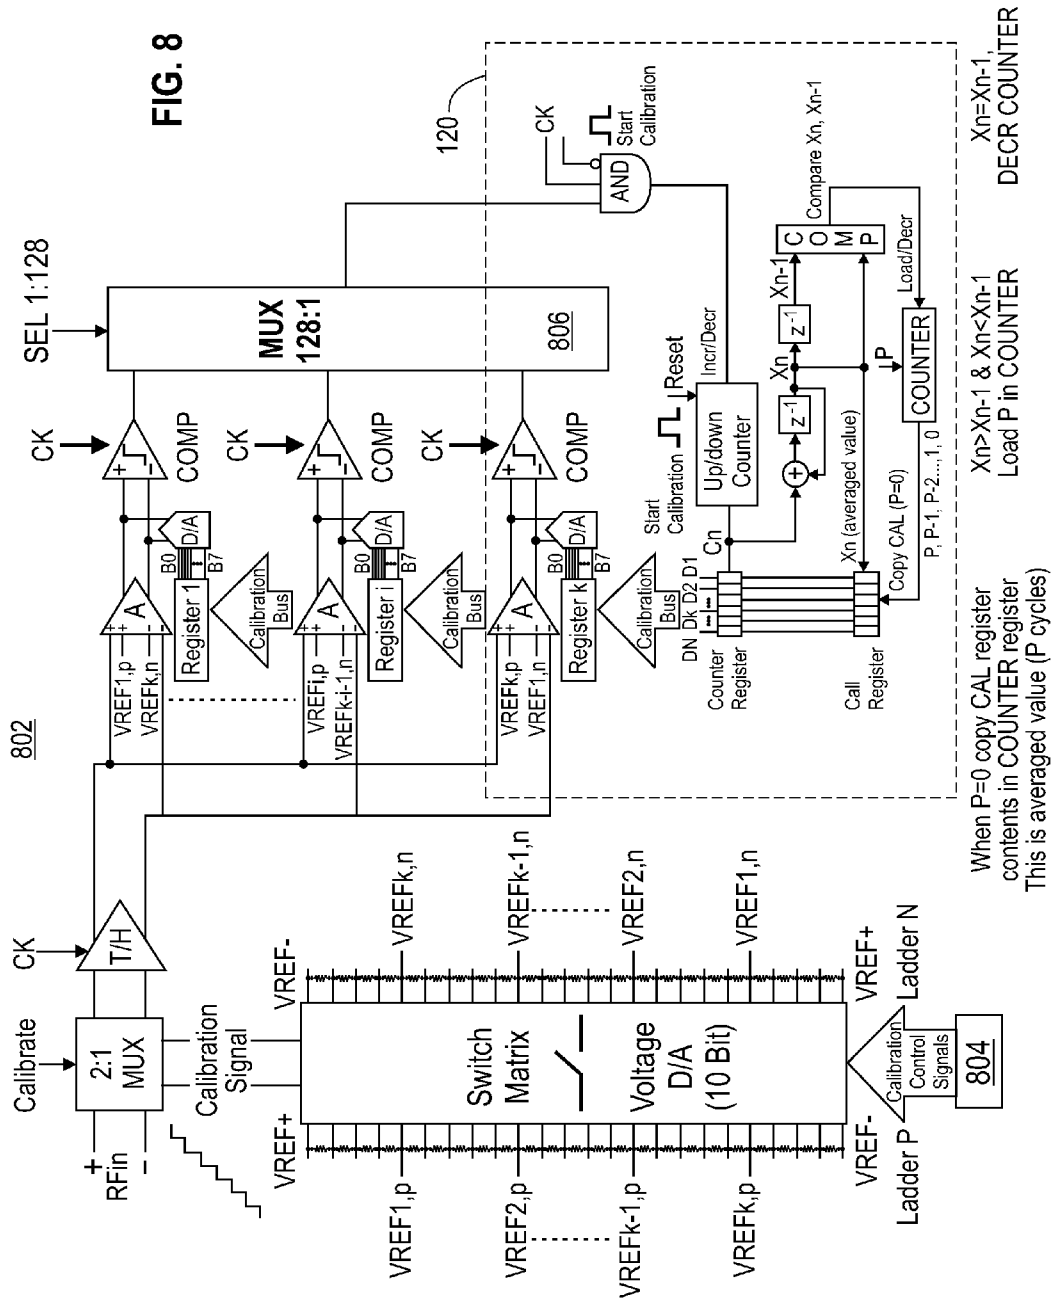 FIG. 8
802
SEL 1:128
MUX
128:1
806
CK
COMP
CK
COMP
CK
COMP
D/A
D/A
D/A
B0
B7
B0
B7
B0
B7
A
A
A
+
+
-
-
Register 1
Register i
Register k
Calibration
Bus
Calibration
Bus
Calibration
Bus
VREF1,p
VREFk,n
VREFi,p
VREFk-i-1,n
VREFk,p
VREF1,n
Calibrate
CK
+
RFin
-
2:1
MUX
T/H
Calibration
Signal
VREF+
VREF-
Switch
Matrix
Voltage
D/A
(10 Bit)
VREF1,p
VREF2,p
VREFk-1,p
VREFk,p
VREFk,n
VREFk-1,n
VREF2,n
VREF1,n
VREF-
VREF+
Ladder P
Ladder N
Calibration
Control
Signals
804
120
CK
Start
Calibration
AND
Start
Calibration
Reset
Incr/Decr
Up/down
Counter
Cn
DN Dk D2 D1
Counter
Register
Call
Register
+
z-1
Xn
z-1
Xn-1
C
O
M
P
Compare Xn, Xn-1
Load/Decr
P
COUNTER
Xn (averaged value)
Copy CAL (P=0)
P, P-1, P-2..., 1, 0
When P=0 copy CAL register
contents in COUNTER register
This is averaged value (P cycles)
Xn>Xn-1 & Xn<Xn-1
Load P in COUNTER
Xn=Xn-1,
DECR COUNTER